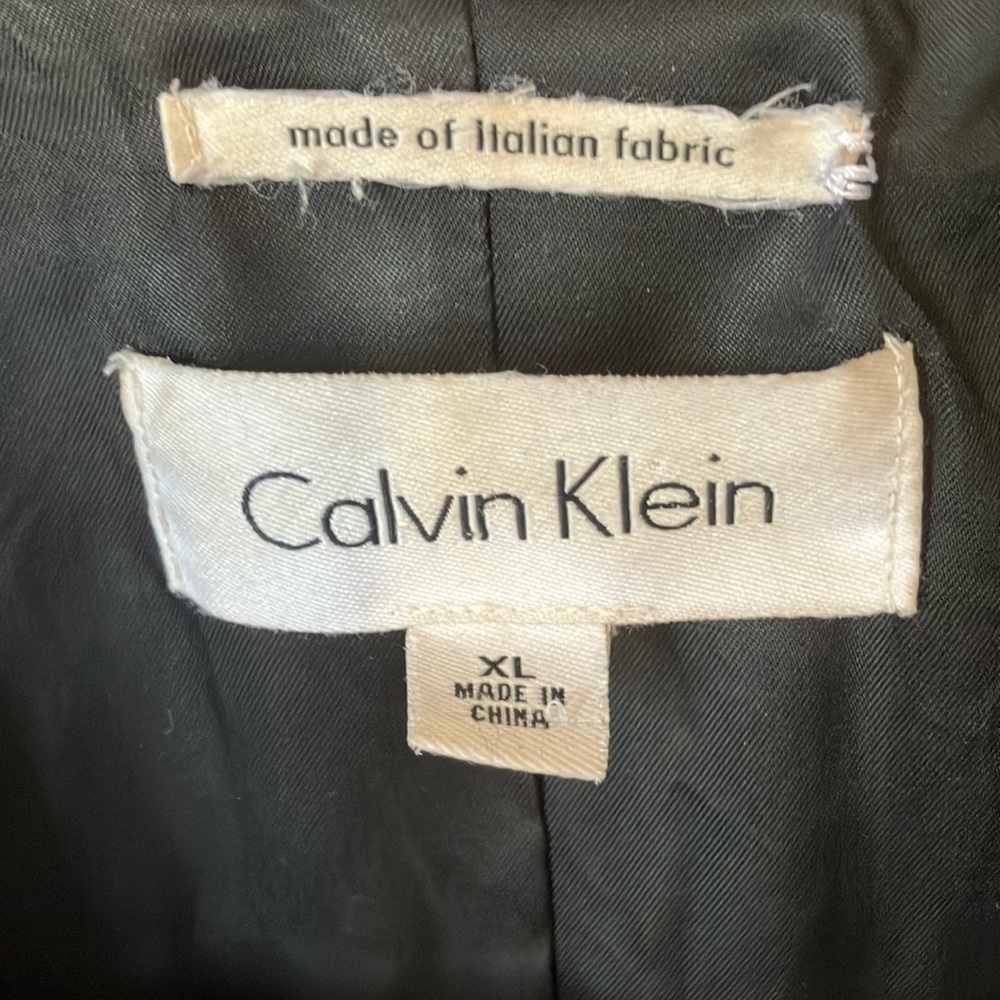 made of italian fabric
Calvin Klein
XL
MADE IN
CHINA